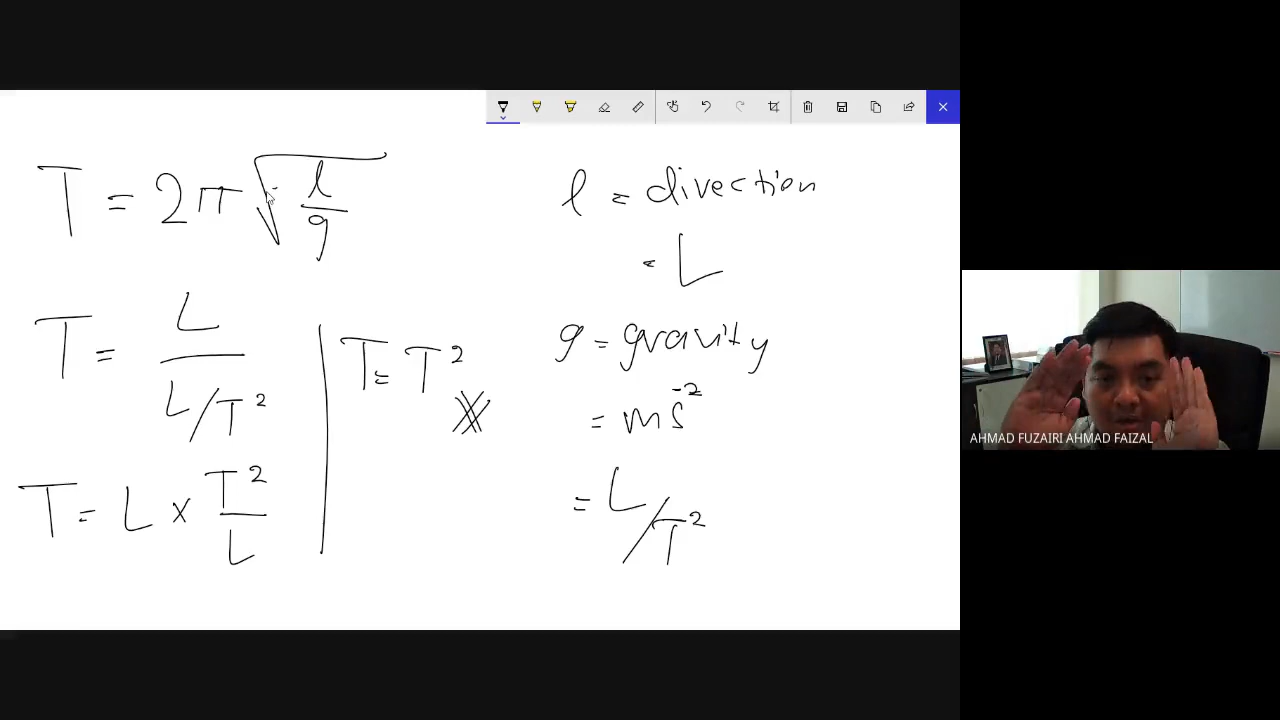 T = 2π√(l/g)
T = L / (L/T²)
T = L × T²/L
T = T²
l = direction
= L
g = gravity
= ms⁻²
= L/T²
AHMAD FUZAIRI AHMAD FAIZAL